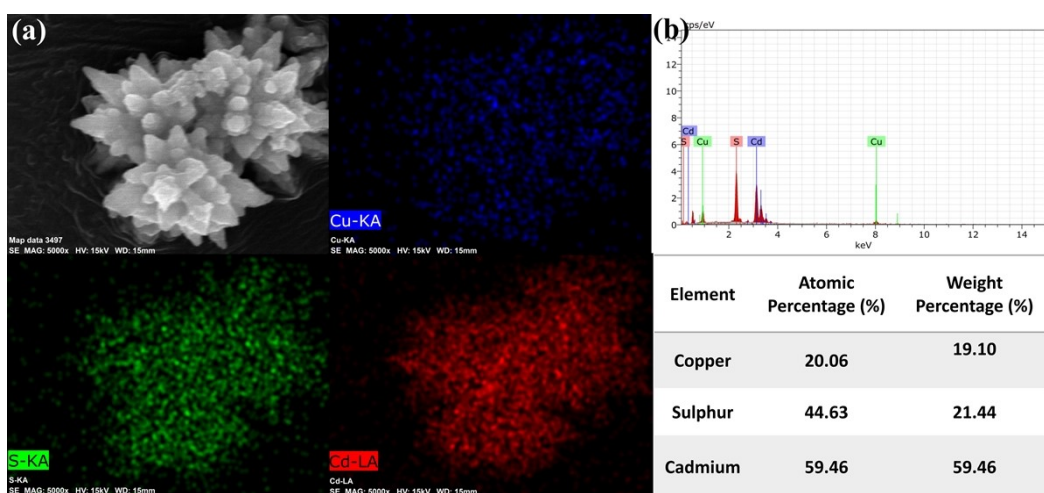 (a)
Map data 3497
SE MAG: 5000x HV: 15kV WD: 15mm
Cu-KA
Cu-KA
SE MAG: 5000x HV: 15kV WD: 15mm
S-KA
S-KA
SE MAG: 5000x HV: 15kV WD: 15mm
Cd-LA
Cd-LA
SE MAG: 5000x HV: 15kV WD: 15mm
(b)
cps/eV
14
12
10
8
6
4
2
0
Cd
S Cu S Cd Cu
2 4 6 8 10 12 14
keV
Element Atomic Percentage (%) Weight Percentage (%)
Copper 20.06 19.10
Sulphur 44.63 21.44
Cadmium 59.46 59.46